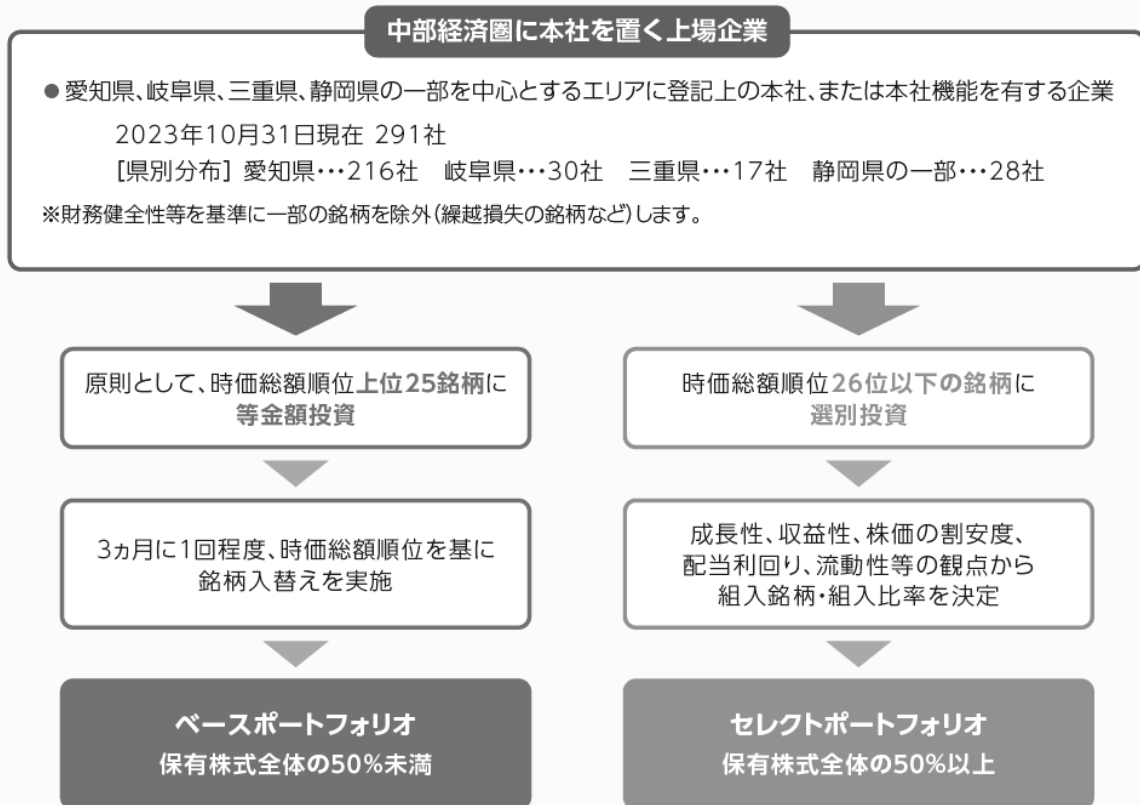 中部経済圏に本社を置く上場企業
●愛知県、岐阜県、三重県、静岡県の一部を中心とするエリアに登記上の本社、または本社機能を有する企業
2023年10月31日現在 291社
[県別分布] 愛知県・・・216社　岐阜県・・・30社　三重県・・・17社　静岡県の一部・・・28社
※財務健全性等を基準に一部の銘柄を除外(繰越損失の銘柄など)します。
原則として、時価総額順位上位25銘柄に
等金額投資
3ヵ月に1回程度、時価総額順位を基に
銘柄入替えを実施
ベースポートフォリオ
保有株式全体の50%未満
時価総額順位26位以下の銘柄に
選別投資
成長性、収益性、株価の割安度、
配当利回り、流動性等の観点から
組入銘柄・組入比率を決定
セレクトポートフォリオ
保有株式全体の50%以上